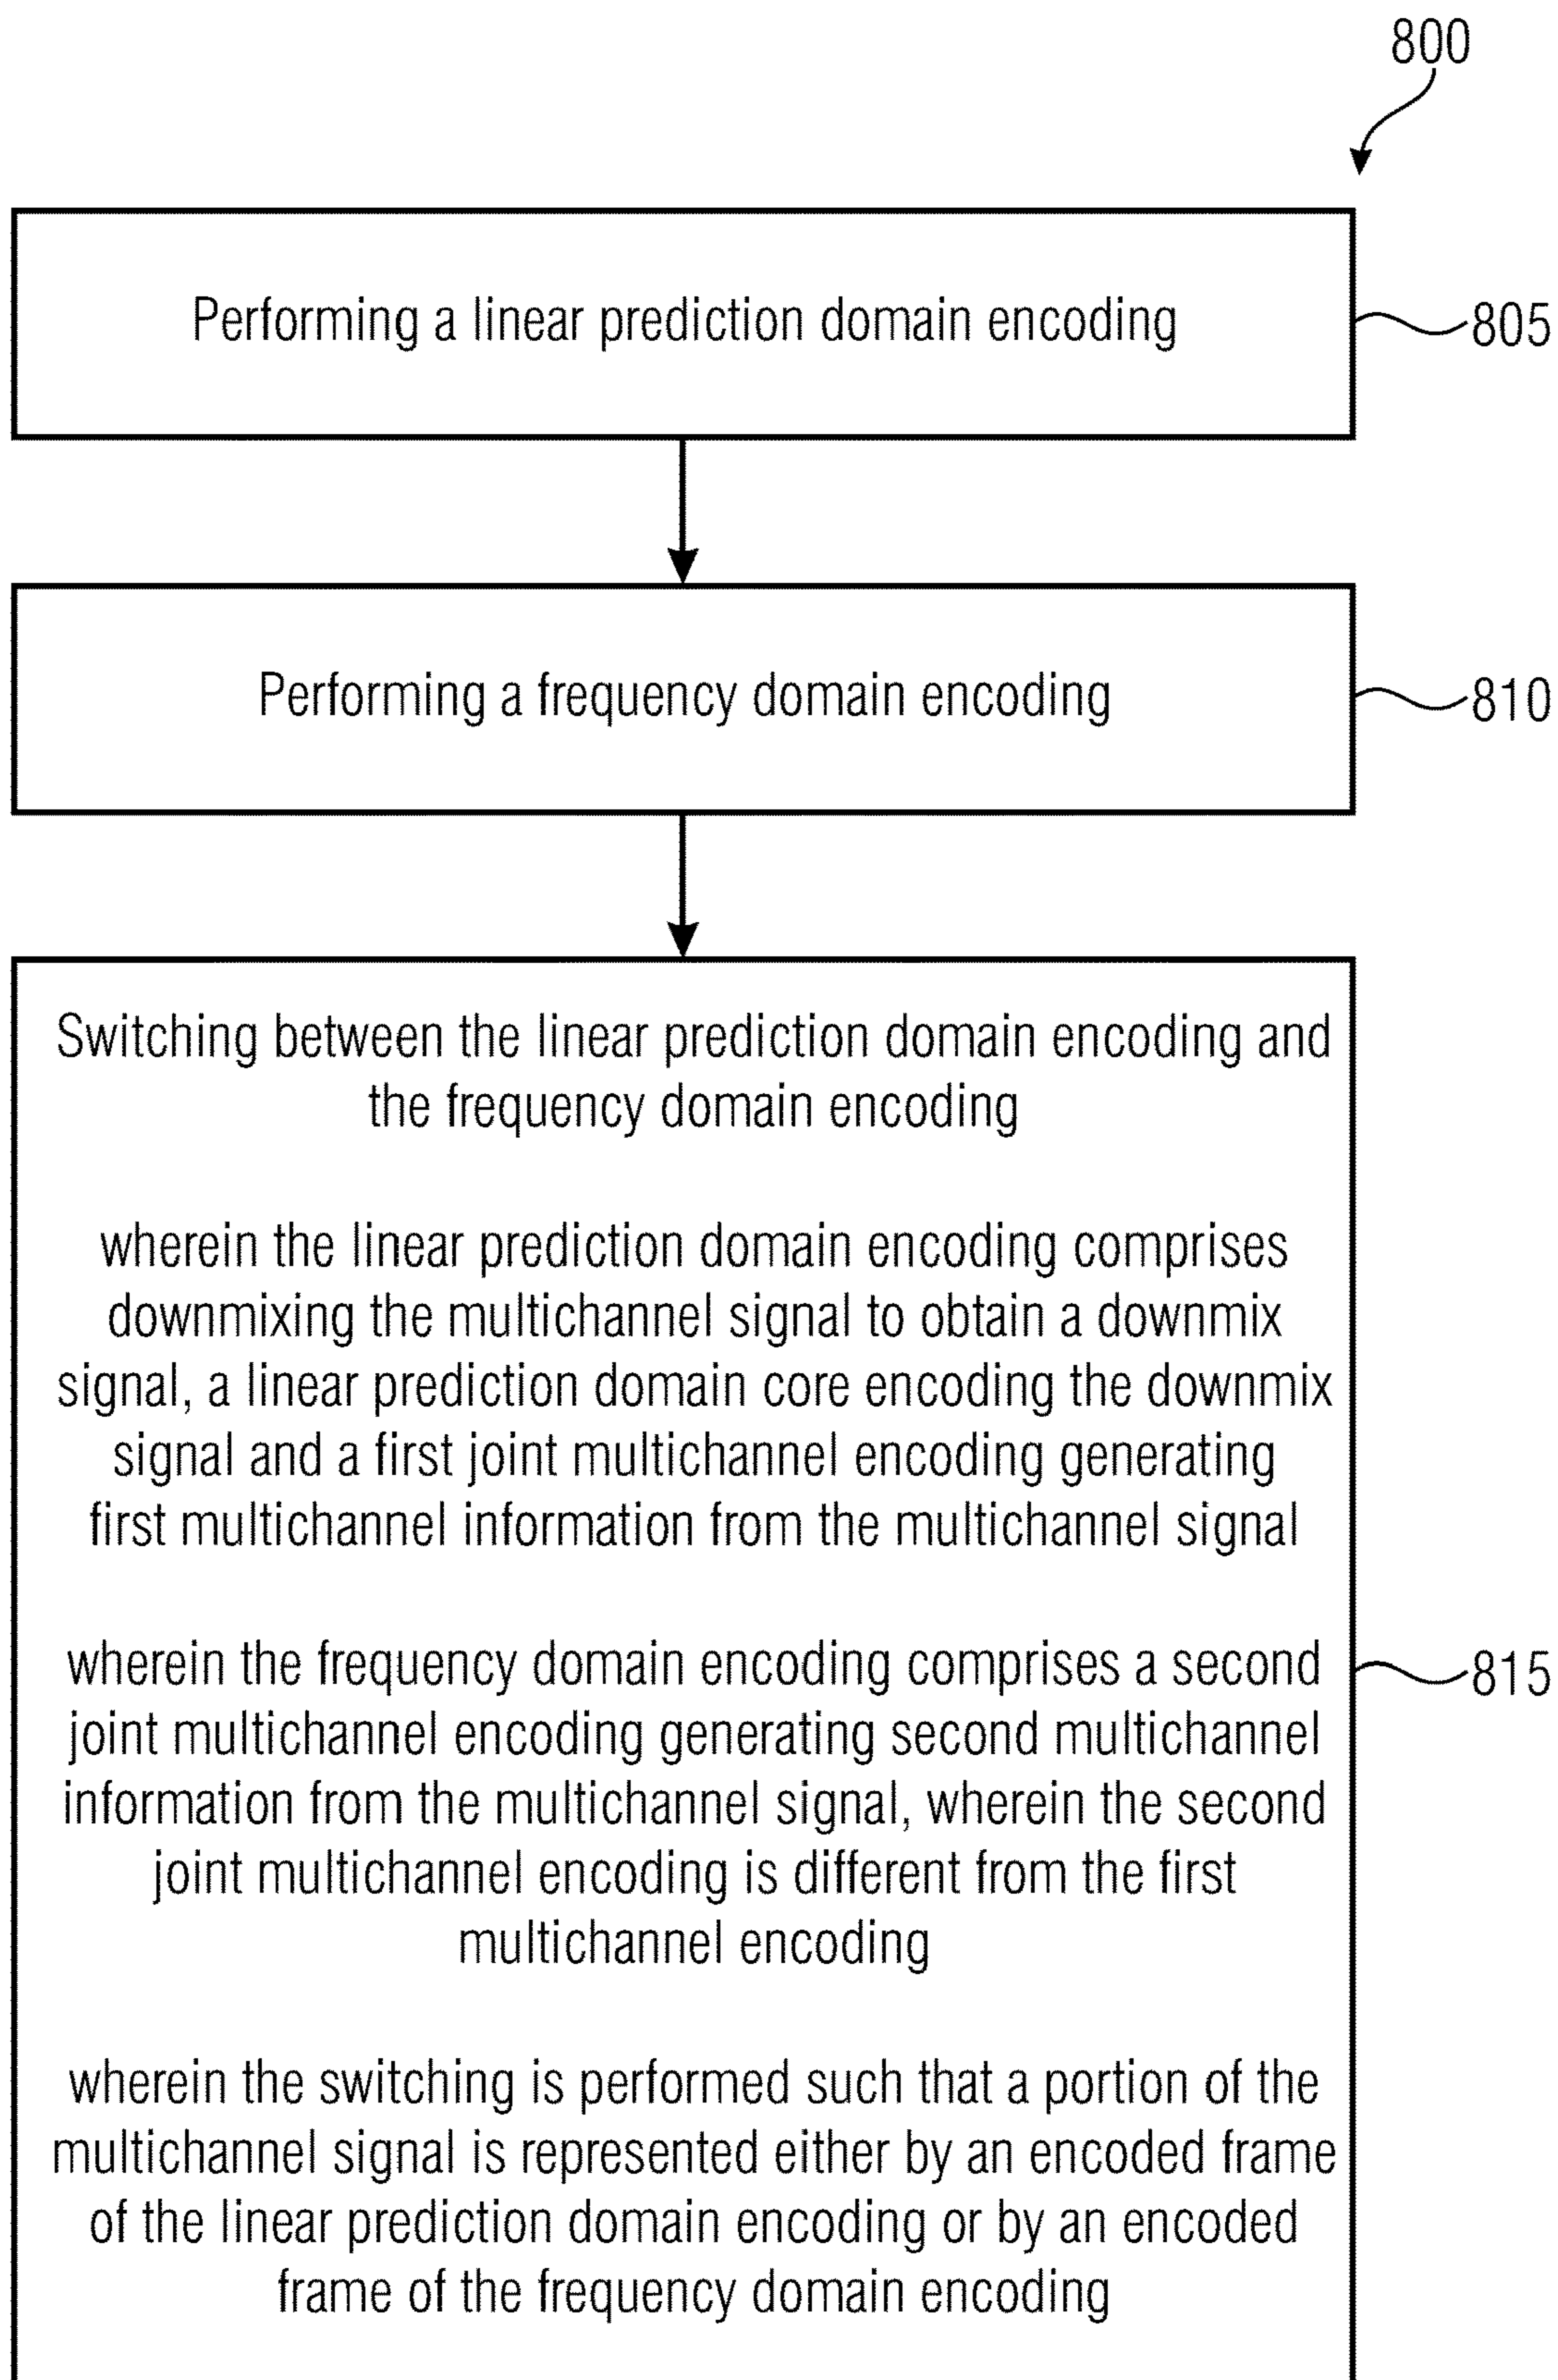 800
Performing a linear prediction domain encoding
805
Performing a frequency domain encoding
810
Switching between the linear prediction domain encoding and
the frequency domain encoding
wherein the linear prediction domain encoding comprises
downmixing the multichannel signal to obtain a downmix
signal, a linear prediction domain core encoding the downmix
signal and a first joint multichannel encoding generating
first multichannel information from the multichannel signal
wherein the frequency domain encoding comprises a second
joint multichannel encoding generating second multichannel
information from the multichannel signal, wherein the second
joint multichannel encoding is different from the first
multichannel encoding
wherein the switching is performed such that a portion of the
multichannel signal is represented either by an encoded frame
of the linear prediction domain encoding or by an encoded
frame of the frequency domain encoding
815